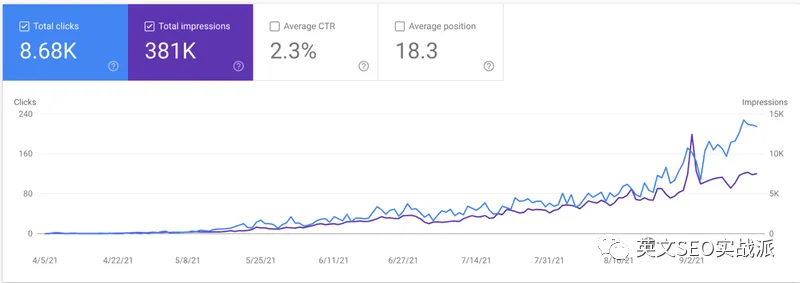 Total clicks
8.68K
Total impressions
381K
Average CTR
2.3%
Average position
18.3
Clicks
Impressions
240
160
80
0
15K
10K
5K
0
4/5/21 4/22/21 5/8/21 5/25/21 6/11/21 6/27/21 7/14/21 7/31/21 8/16/21 9/2/21
英文SEO实战派